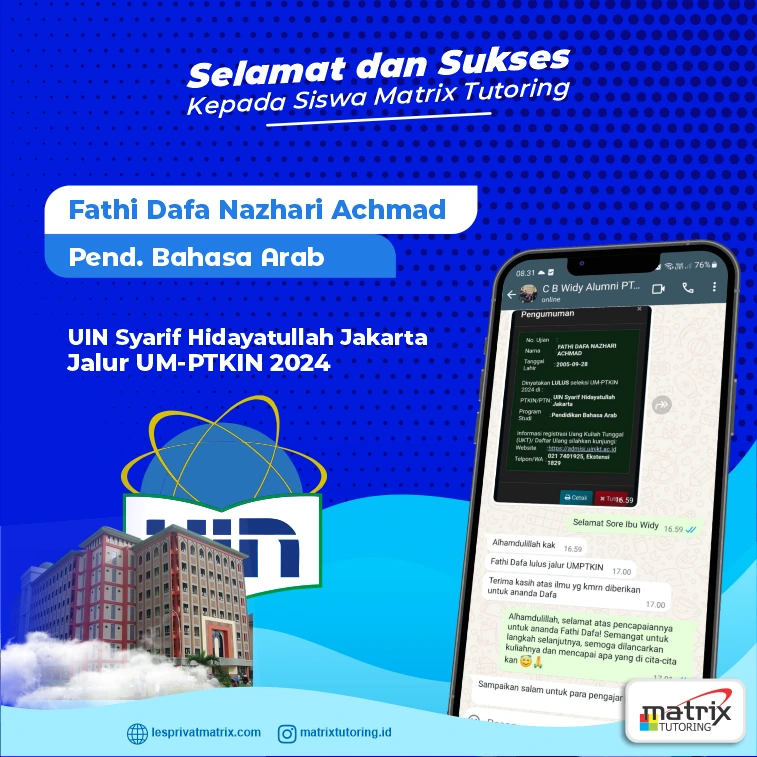 Selamat dan Sukses
Kepada Siswa Matrix Tutoring
Fathi Dafa Nazhari Achmad
Pend. Bahasa Arab
UIN Syarif Hidayatullah Jakarta
Jalur UM-PTKIN 2024
UIN
08.31
76%
C B Widy Alumni PT...
online
Pengumuman
No. Ujian :
Nama : FATHI DAFA NAZHARI
ACHMAD
Tanggal
Lahir : 2005-09-28
Dinyatakan LULUS seleksi UM-PTKIN
2024 di :
PTKIN/PTN : UIN Syarif Hidayatullah
Jakarta
Program
Studi : Pendidikan Bahasa Arab
Informasi registrasi Uang Kuliah Tunggal
(UKT)/ Daftar Ulang silahkan kunjungi:
Website : https://admisi.uinjkt.ac.id
Telpon/WA : 021 7401925, Ekstensi
1829
Cetak
16.59
Selamat Sore Ibu Widy 16.59
Alhamdulillah kak 16.59
Fathi Dafa lulus jalur UMPTKIN 17.00
Terima kasih atas ilmu yg kmrn diberikan
untuk ananda Dafa 17.00
Alhamdulillah, selamat atas pencapaiannya
untuk ananda Fathi Dafa! Semangat untuk
langkah selanjutnya, semoga dilancarkan
kuliahnya dan mencapai apa yang di cita-cita
kan 😇🙏
Sampaikan salam untuk para pengajar
matrix
TUTORING
lesprivatmatrix.com
matrixtutoring.id